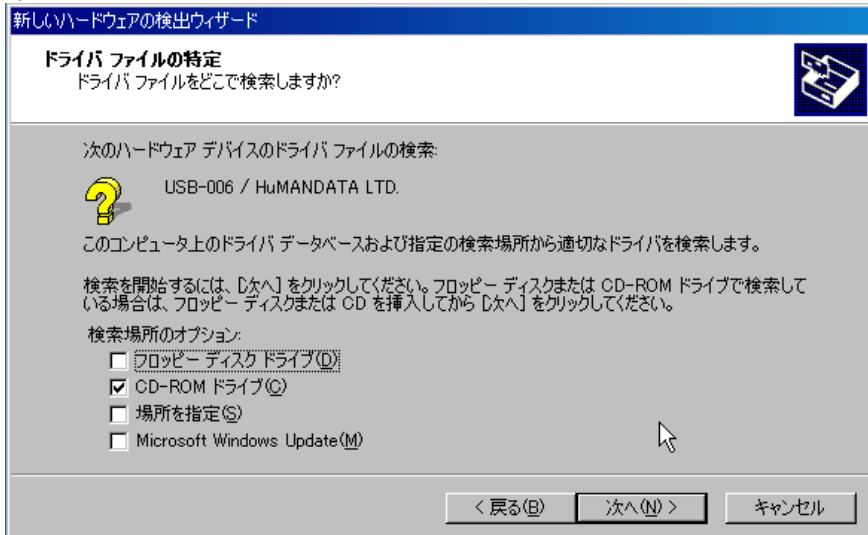 新しいハードウェアの検出ウィザード
ドライバ ファイルの特定
ドライバ ファイルをどこで検索しますか?
次のハードウェア デバイスのドライバ ファイルの検索:
USB-006 / HuMANDATA LTD.
このコンピュータ上のドライバ データベースおよび指定の検索場所から適切なドライバを検索します。
検索を開始するには、[次へ] をクリックしてください。フロッピー ディスクまたは CD-ROM ドライブで検索して
いる場合は、フロッピー ディスクまたは CD を挿入してから [次へ] をクリックしてください。
検索場所のオプション:
フロッピー ディスク ドライブ(D)
CD-ROM ドライブ(C)
場所を指定(S)
Microsoft Windows Update(M)
< 戻る(B)
次へ(N) >
キャンセル